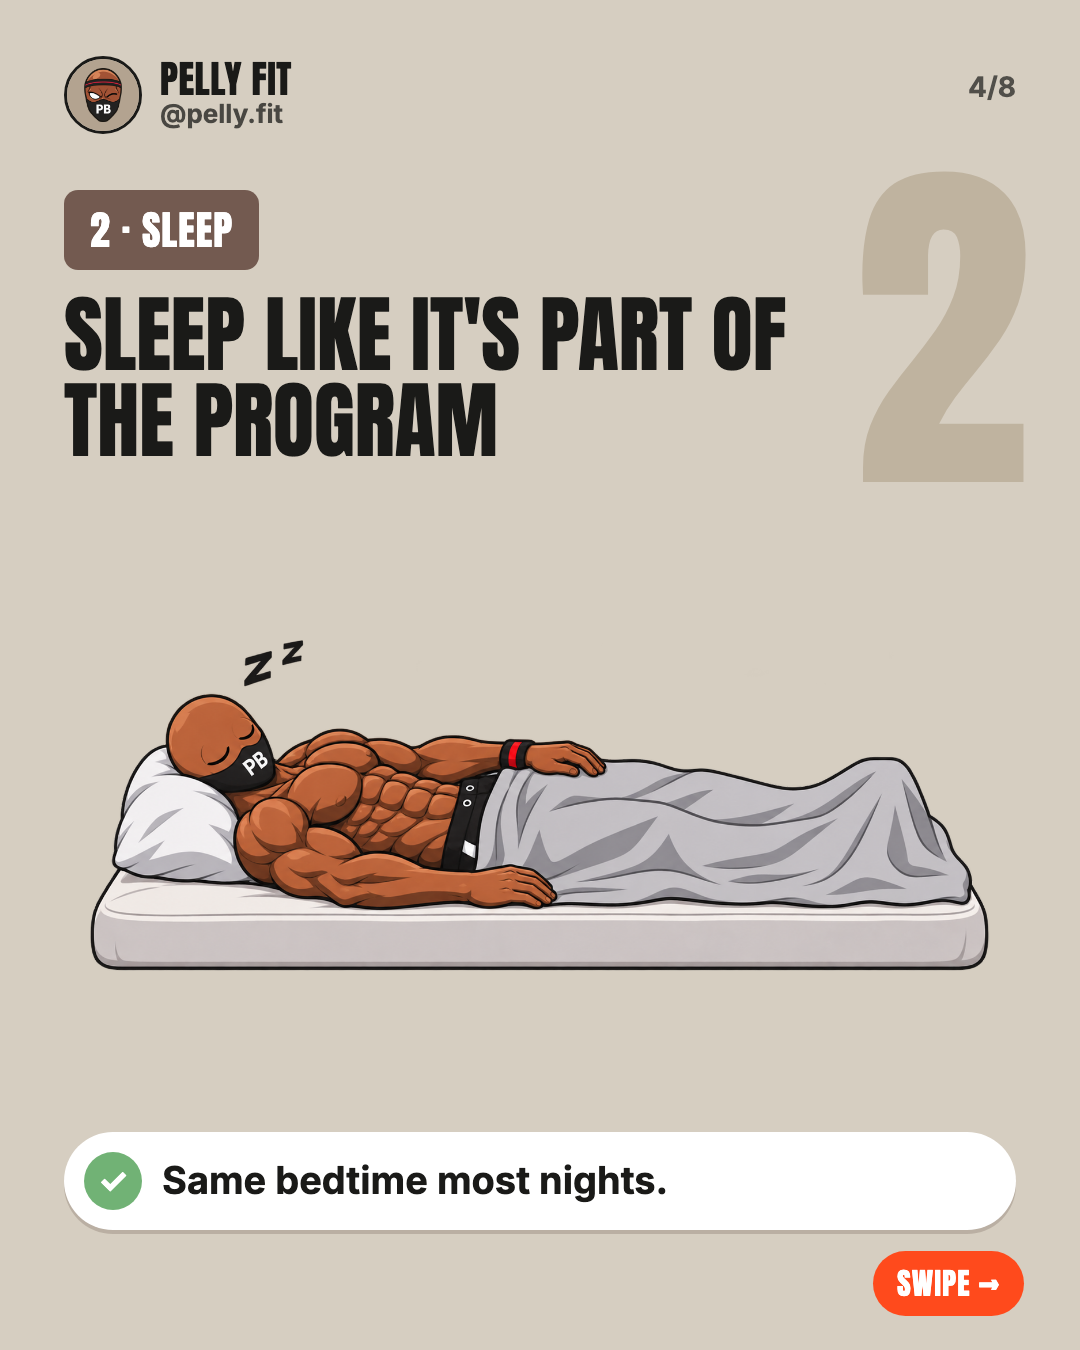 PELLY FIT
@pelly.fit
4/8
2 · SLEEP
2
SLEEP LIKE IT'S PART OF
THE PROGRAM
Z Z
PB
PB
Same bedtime most nights.
SWIPE →